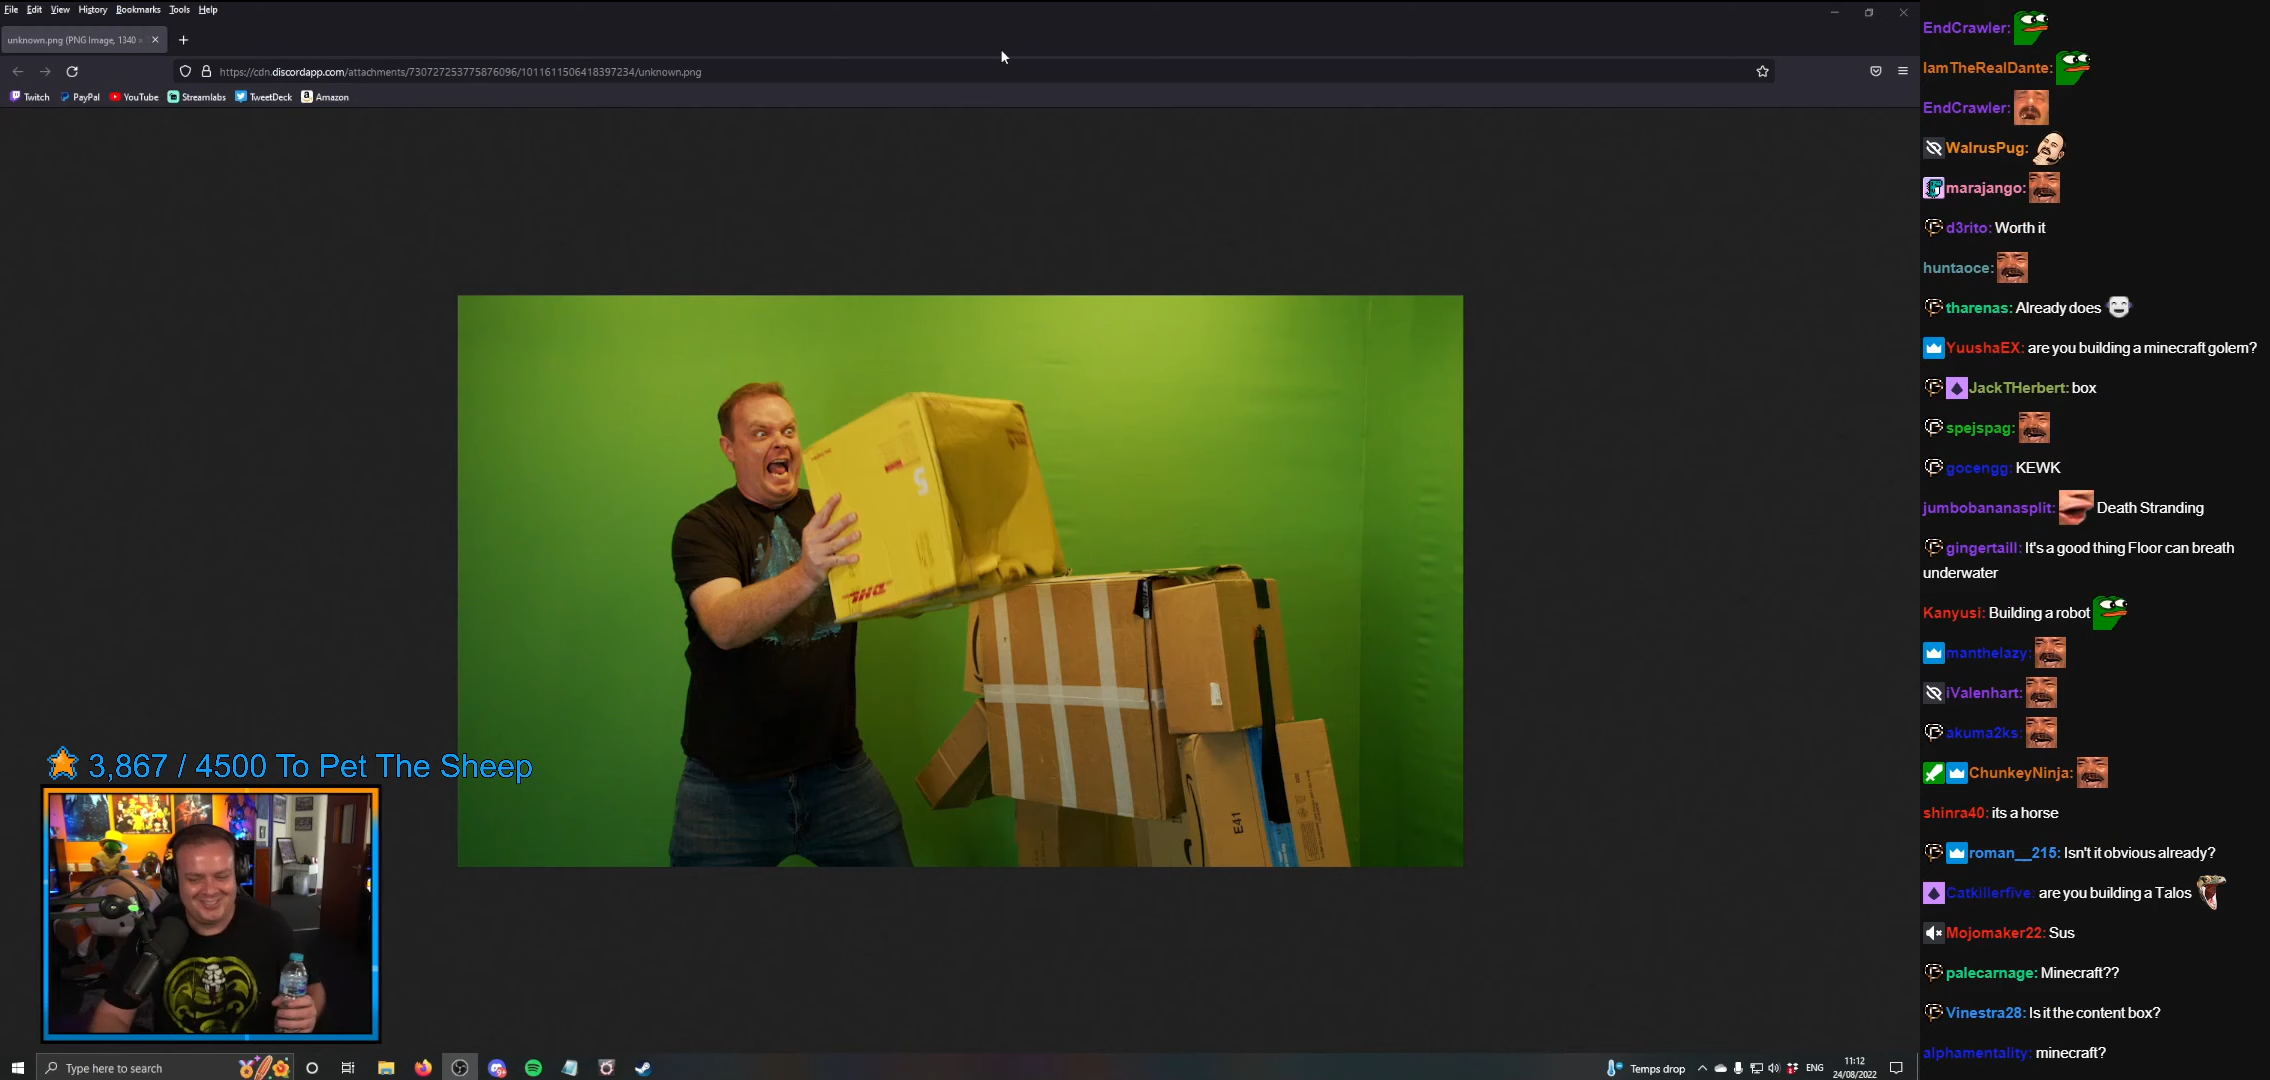 File Edit View History Bookmarks Tools Help
unknown.png (PNG Image, 1340 ×
https://cdn.discordapp.com/attachments/730727253775876096/1011611506418397234/unknown.png
Twitch PayPal YouTube Streamlabs TweetDeck Amazon
S
DHL
E41
3,867 / 4500 To Pet The Sheep
Type here to search
Temps drop
ENG
11:12
24/08/2022
EndCrawler:
IamTheRealDante:
EndCrawler:
WalrusPug:
marajango:
d3rito: Worth it
huntaoce:
tharenas: Already does
YuushaEX: are you building a minecraft golem?
JackTHerbert: box
spejspag:
gocengg: KEWK
jumbobananasplit: Death Stranding
gingertaill: It's a good thing Floor can breath
underwater
Kanyusi: Building a robot
manthelazy:
iValenhart:
akuma2ks:
ChunkeyNinja:
shinra40: its a horse
roman__215: Isn't it obvious already?
Catkillerfive: are you building a Talos
Mojomaker22: Sus
palecarnage: Minecraft??
Vinestra28: Is it the content box?
alphamentality: minecraft?